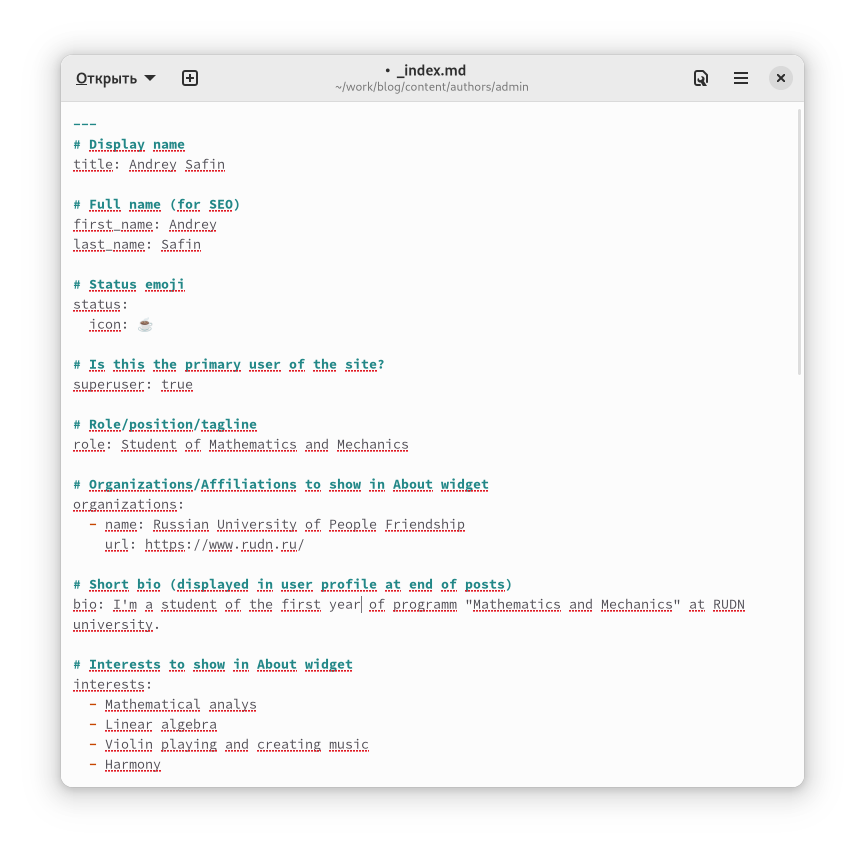 Открыть
• _index.md
~/work/blog/content/authors/admin
---
# Display name
title: Andrey Safin
# Full name (for SEO)
first_name: Andrey
last_name: Safin
# Status emoji
status:
icon: ☕
# Is this the primary user of the site?
superuser: true
# Role/position/tagline
role: Student of Mathematics and Mechanics
# Organizations/Affiliations to show in About widget
organizations:
- name: Russian University of People Friendship
url: https://www.rudn.ru/
# Short bio (displayed in user profile at end of posts)
bio: I'm a student of the first year of programm "Mathematics and Mechanics" at RUDN
university.
# Interests to show in About widget
interests:
- Mathematical analys
- Linear algebra
- Violin playing and creating music
- Harmony